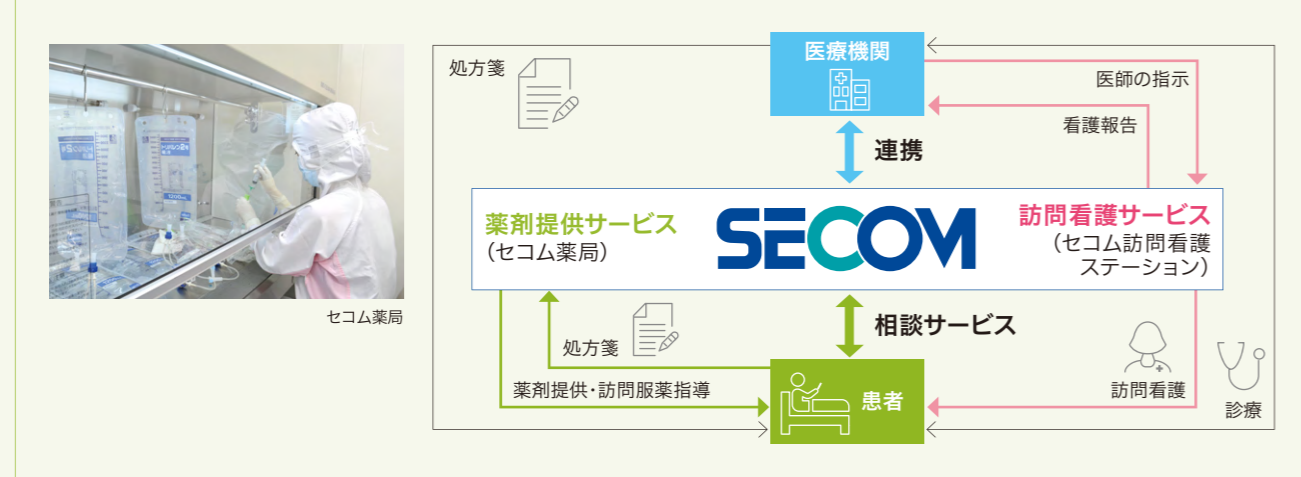 セコム薬局
医療機関
処方箋
医師の指示
看護報告
連携
薬剤提供サービス
（セコム薬局）
SECOM
訪問看護サービス
（セコム訪問看護
ステーション）
相談サービス
処方箋
薬剤提供・訪問服薬指導
患者
訪問看護
診療